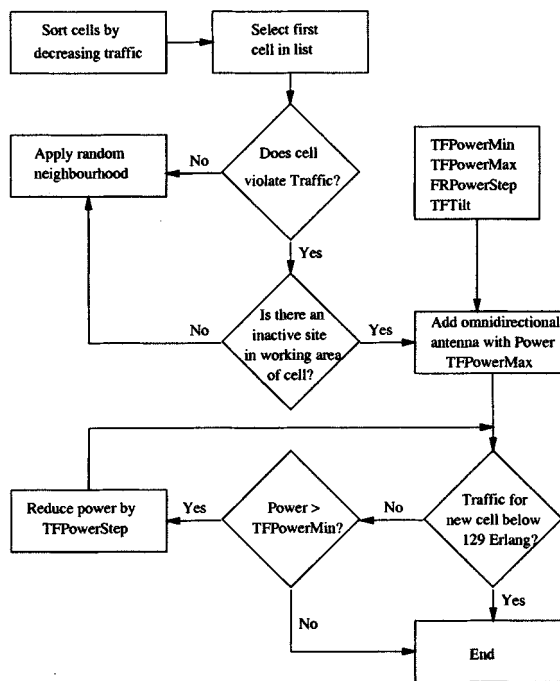 Sort cells by
decreasing traffic
Select first
cell in list
Apply random
neighbourhood
No
Does cell
violate Traffic?
TFPowerMin
TFPowerMax
FRPowerStep
TFTilt
Yes
No
Is there an
inactive site
in working area
of cell?
Yes
Add omnidirectional
antenna with Power
TFPowerMax
Reduce power by
TFPowerStep
Yes
Power >
TFPowerMin?
No
Traffic for
new cell below
129 Erlang?
No
Yes
End